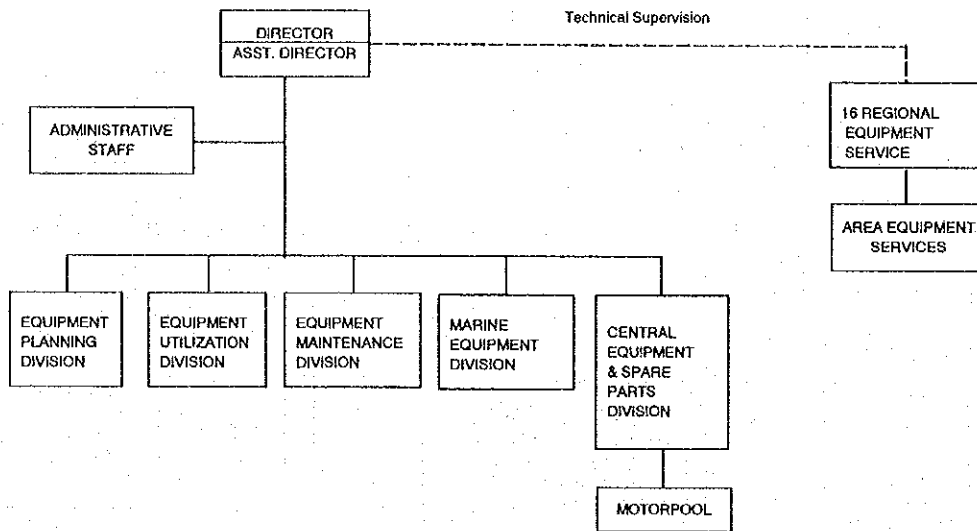 Technical Supervision
DIRECTOR
ASST. DIRECTOR
ADMINISTRATIVE
STAFF
16 REGIONAL
EQUIPMENT
SERVICE
AREA EQUIPMENT
SERVICES
EQUIPMENT
PLANNING
DIVISION
EQUIPMENT
UTILIZATION
DIVISION
EQUIPMENT
MAINTENANCE
DIVISION
MARINE
EQUIPMENT
DIVISION
CENTRAL
EQUIPMENT
& SPARE
PARTS
DIVISION
MOTORPOOL